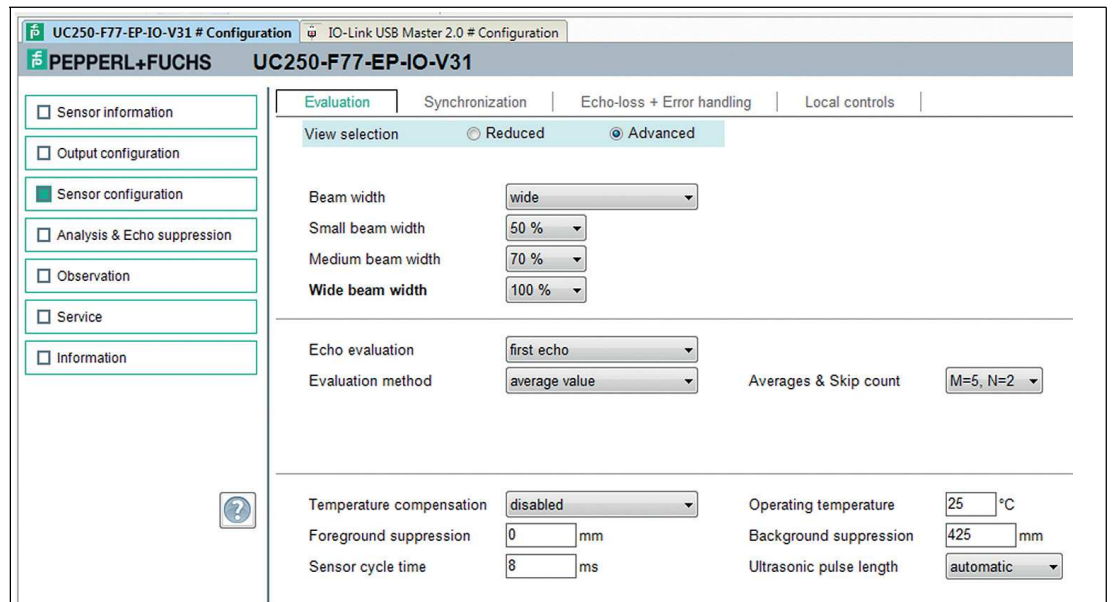 UC250-F77-EP-IO-V31 # Configuration IO-Link USB Master 2.0 # Configuration
PEPPERL+FUCHS UC250-F77-EP-IO-V31
Sensor information
Output configuration
Sensor configuration
Analysis & Echo suppression
Observation
Service
Information
?
Evaluation Synchronization Echo-loss + Error handling Local controls
View selection Reduced Advanced
Beam width wide
Small beam width 50 %
Medium beam width 70 %
Wide beam width 100 %
Echo evaluation first echo
Evaluation method average value Averages & Skip count M=5, N=2
Temperature compensation disabled Operating temperature 25 °C
Foreground suppression 0 mm Background suppression 425 mm
Sensor cycle time 8 ms Ultrasonic pulse length automatic